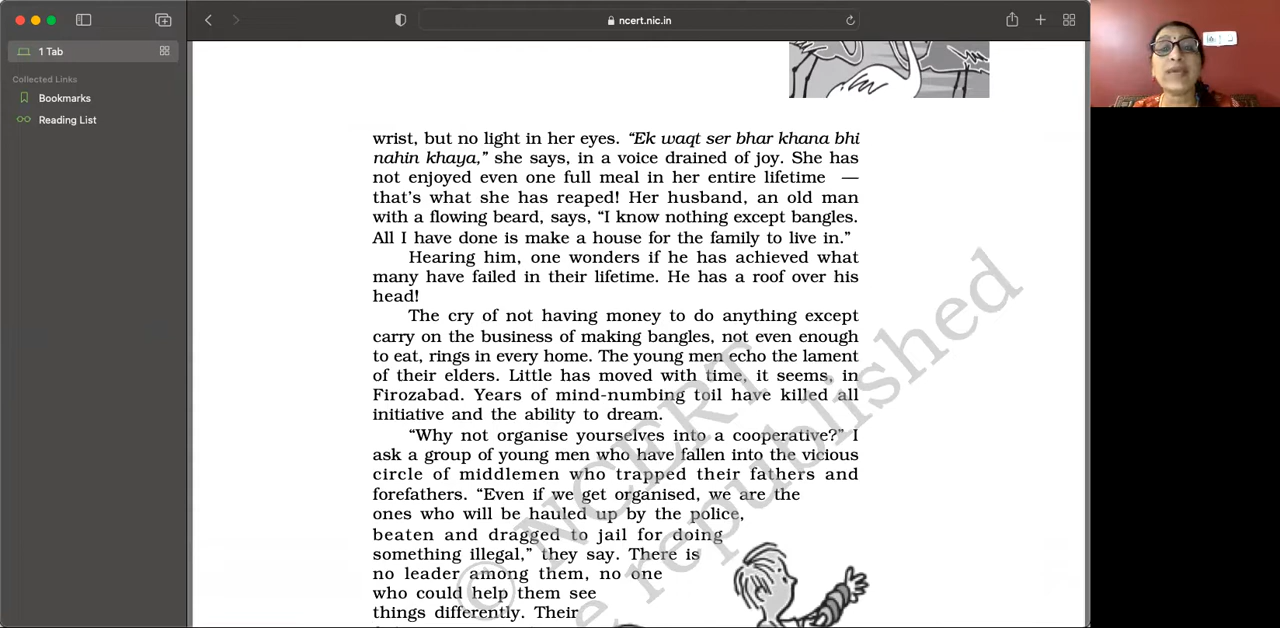 ncert.nic.in
1 Tab
Collected Links
Bookmarks
Reading List
wrist, but no light in her eyes. “Ek waqt ser bhar khana bhi
nahin khaya,” she says, in a voice drained of joy. She has
not enjoyed even one full meal in her entire lifetime —
that’s what she has reaped! Her husband, an old man
with a flowing beard, says, “I know nothing except bangles.
All I have done is make a house for the family to live in.”
Hearing him, one wonders if he has achieved what
many have failed in their lifetime. He has a roof over his
head!
The cry of not having money to do anything except
carry on the business of making bangles, not even enough
to eat, rings in every home. The young men echo the lament
of their elders. Little has moved with time, it seems, in
Firozabad. Years of mind-numbing toil have killed all
initiative and the ability to dream.
“Why not organise yourselves into a cooperative?” I
ask a group of young men who have fallen into the vicious
circle of middlemen who trapped their fathers and
forefathers. “Even if we get organised, we are the
ones who will be hauled up by the police,
beaten and dragged to jail for doing
something illegal,” they say. There is
no leader among them, no one
who could help them see
things differently. Their
© NCERT
e republished